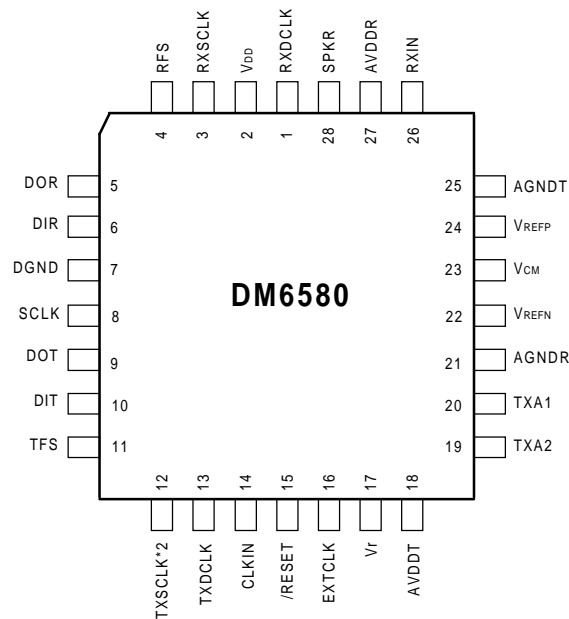 RFS
RXSCLK
VDD
RXDCLK
SPKR
AVDDR
RXIN
4
3
2
1
28
27
26
DOR 5
DIR 6
DGND 7
SCLK 8
DOT 9
DIT 10
TFS 11
DM6580
25 AGNDT
24 VREFP
23 VCM
22 VREFN
21 AGNDR
20 TXA1
19 TXA2
12
13
14
15
16
17
18
TXSCLK*2
TXDCLK
CLKIN
/RESET
EXTCLK
Vr
AVDDT